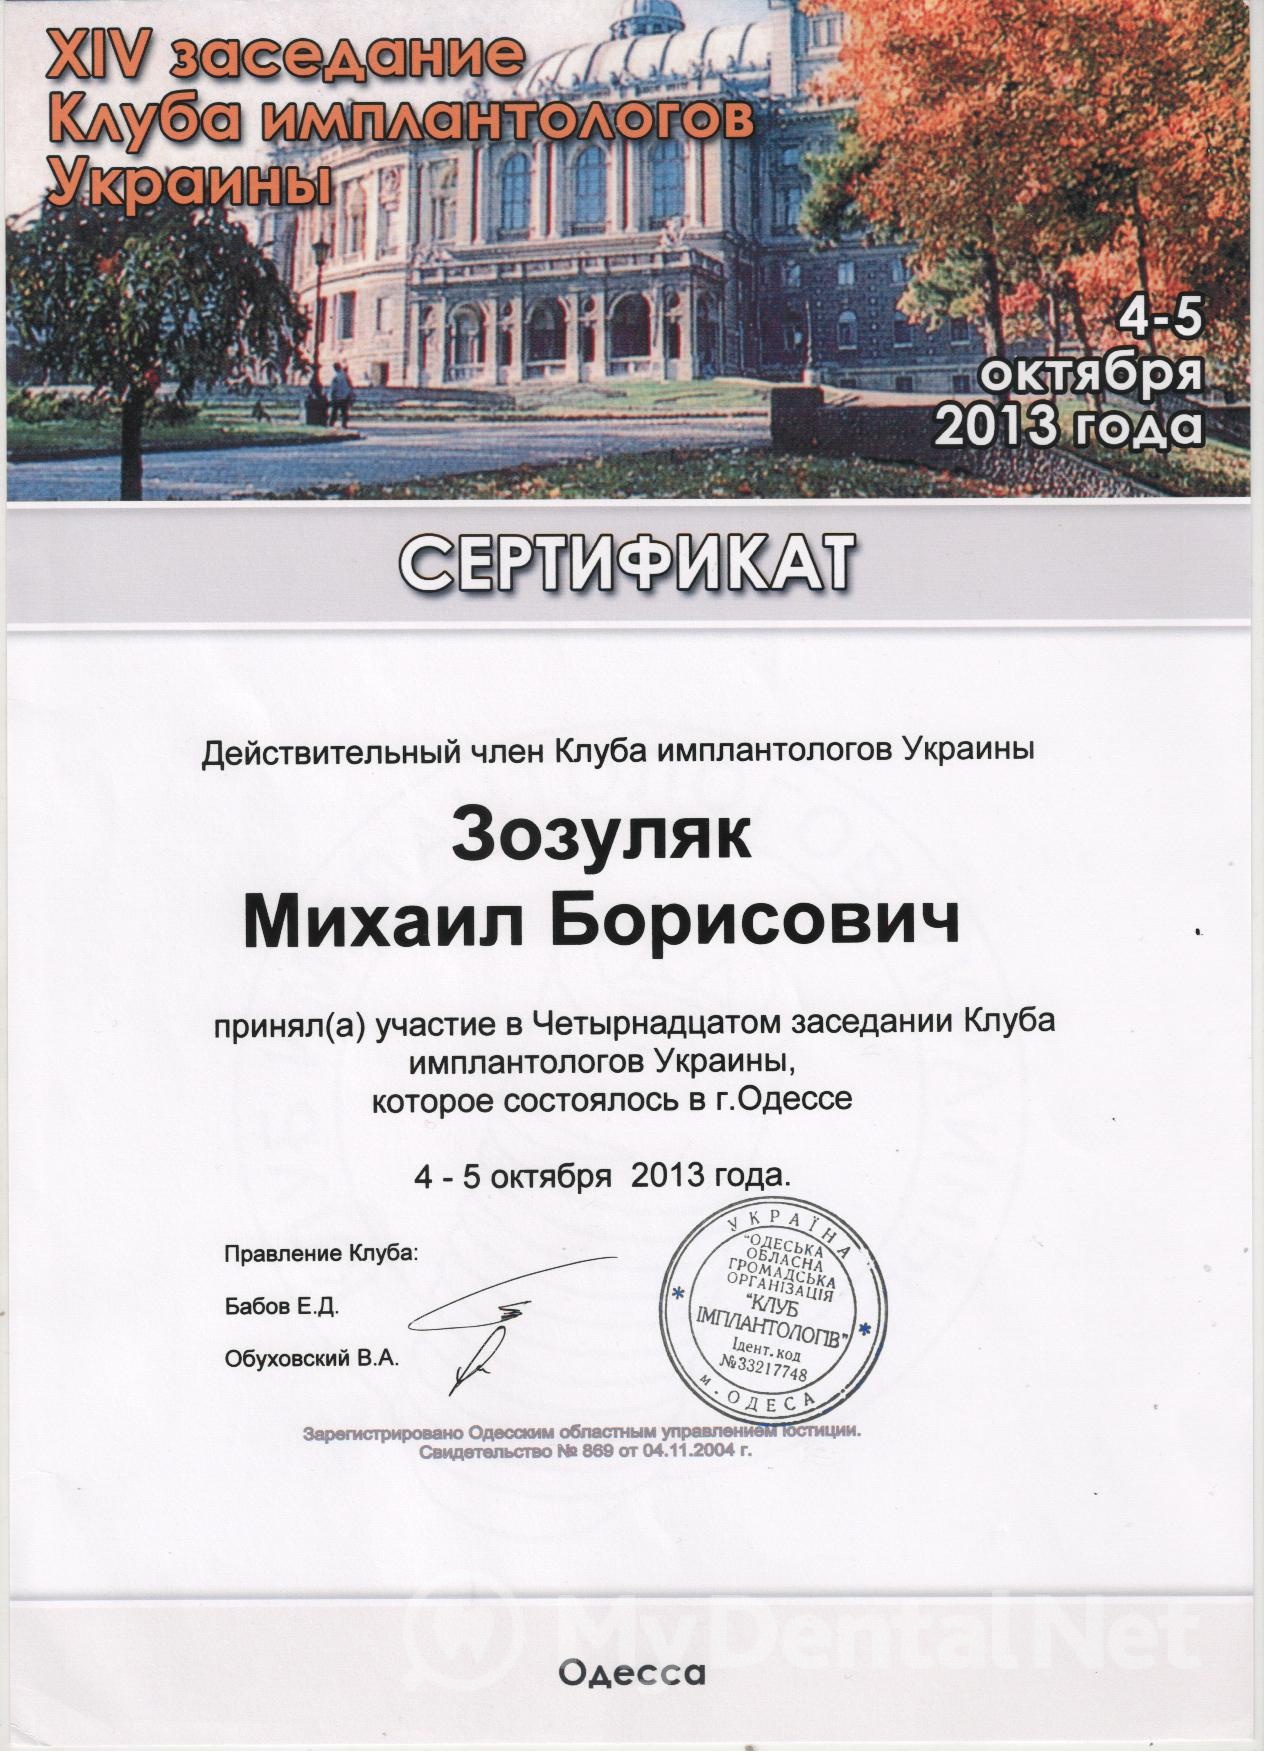 XIV заседание
Клуба имплантологов
Украины
4-5
октября
2013 года
СЕРТИФИКАТ
Действительный член Клуба имплантологов Украины
Зозуляк
Михаил Борисович
принял(а) участие в Четырнадцатом заседании Клуба
имплантологов Украины,
которое состоялось в г.Одессе
4 - 5 октября 2013 года.
Правление Клуба:
Бабов Е.Д.
Обуховский В.А.
УКРАЇНА
"ОДЕСЬКА
ОБЛАСНА
ГРОМАДСЬКА
ОРГАНІЗАЦІЯ
"КЛУБ
ІМПЛАНТОЛОГІВ"
Ідент.код
№33217748
м.ОДЕСА
Зарегистрировано Одесским областным управлением юстиции.
Свидетельство № 869 от 04.11.2004 г.
MyDentalNet
Одесса